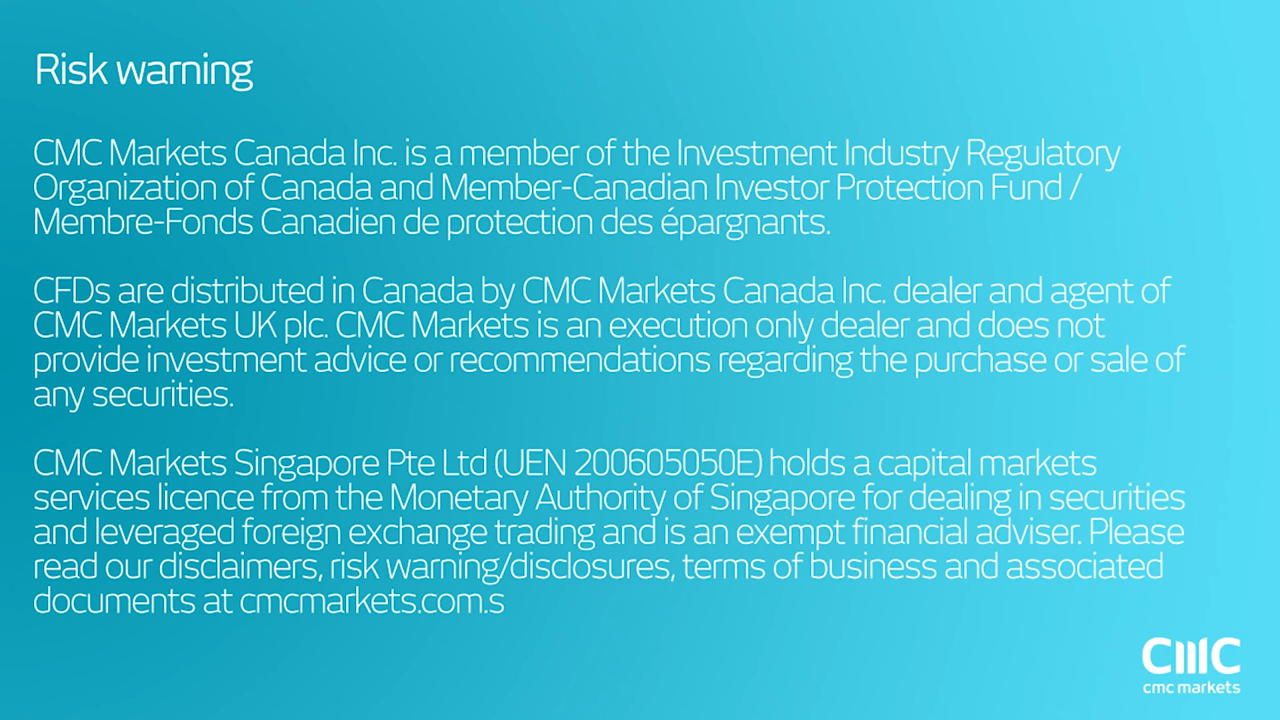 Risk warning
CMC Markets Canada Inc. is a member of the Investment Industry Regulatory
Organization of Canada and Member-Canadian Investor Protection Fund /
Membre-Fonds Canadien de protection des épargnants.
CFDs are distributed in Canada by CMC Markets Canada Inc. dealer and agent of
CMC Markets UK plc. CMC Markets is an execution only dealer and does not
provide investment advice or recommendations regarding the purchase or sale of
any securities.
CMC Markets Singapore Pte Ltd (UEN 200605050E) holds a capital markets
services licence from the Monetary Authority of Singapore for dealing in securities
and leveraged foreign exchange trading and is an exempt financial adviser. Please
read our disclaimers, risk warning/disclosures, terms of business and associated
documents at cmcmarkets.com.s
CMC
cmc markets